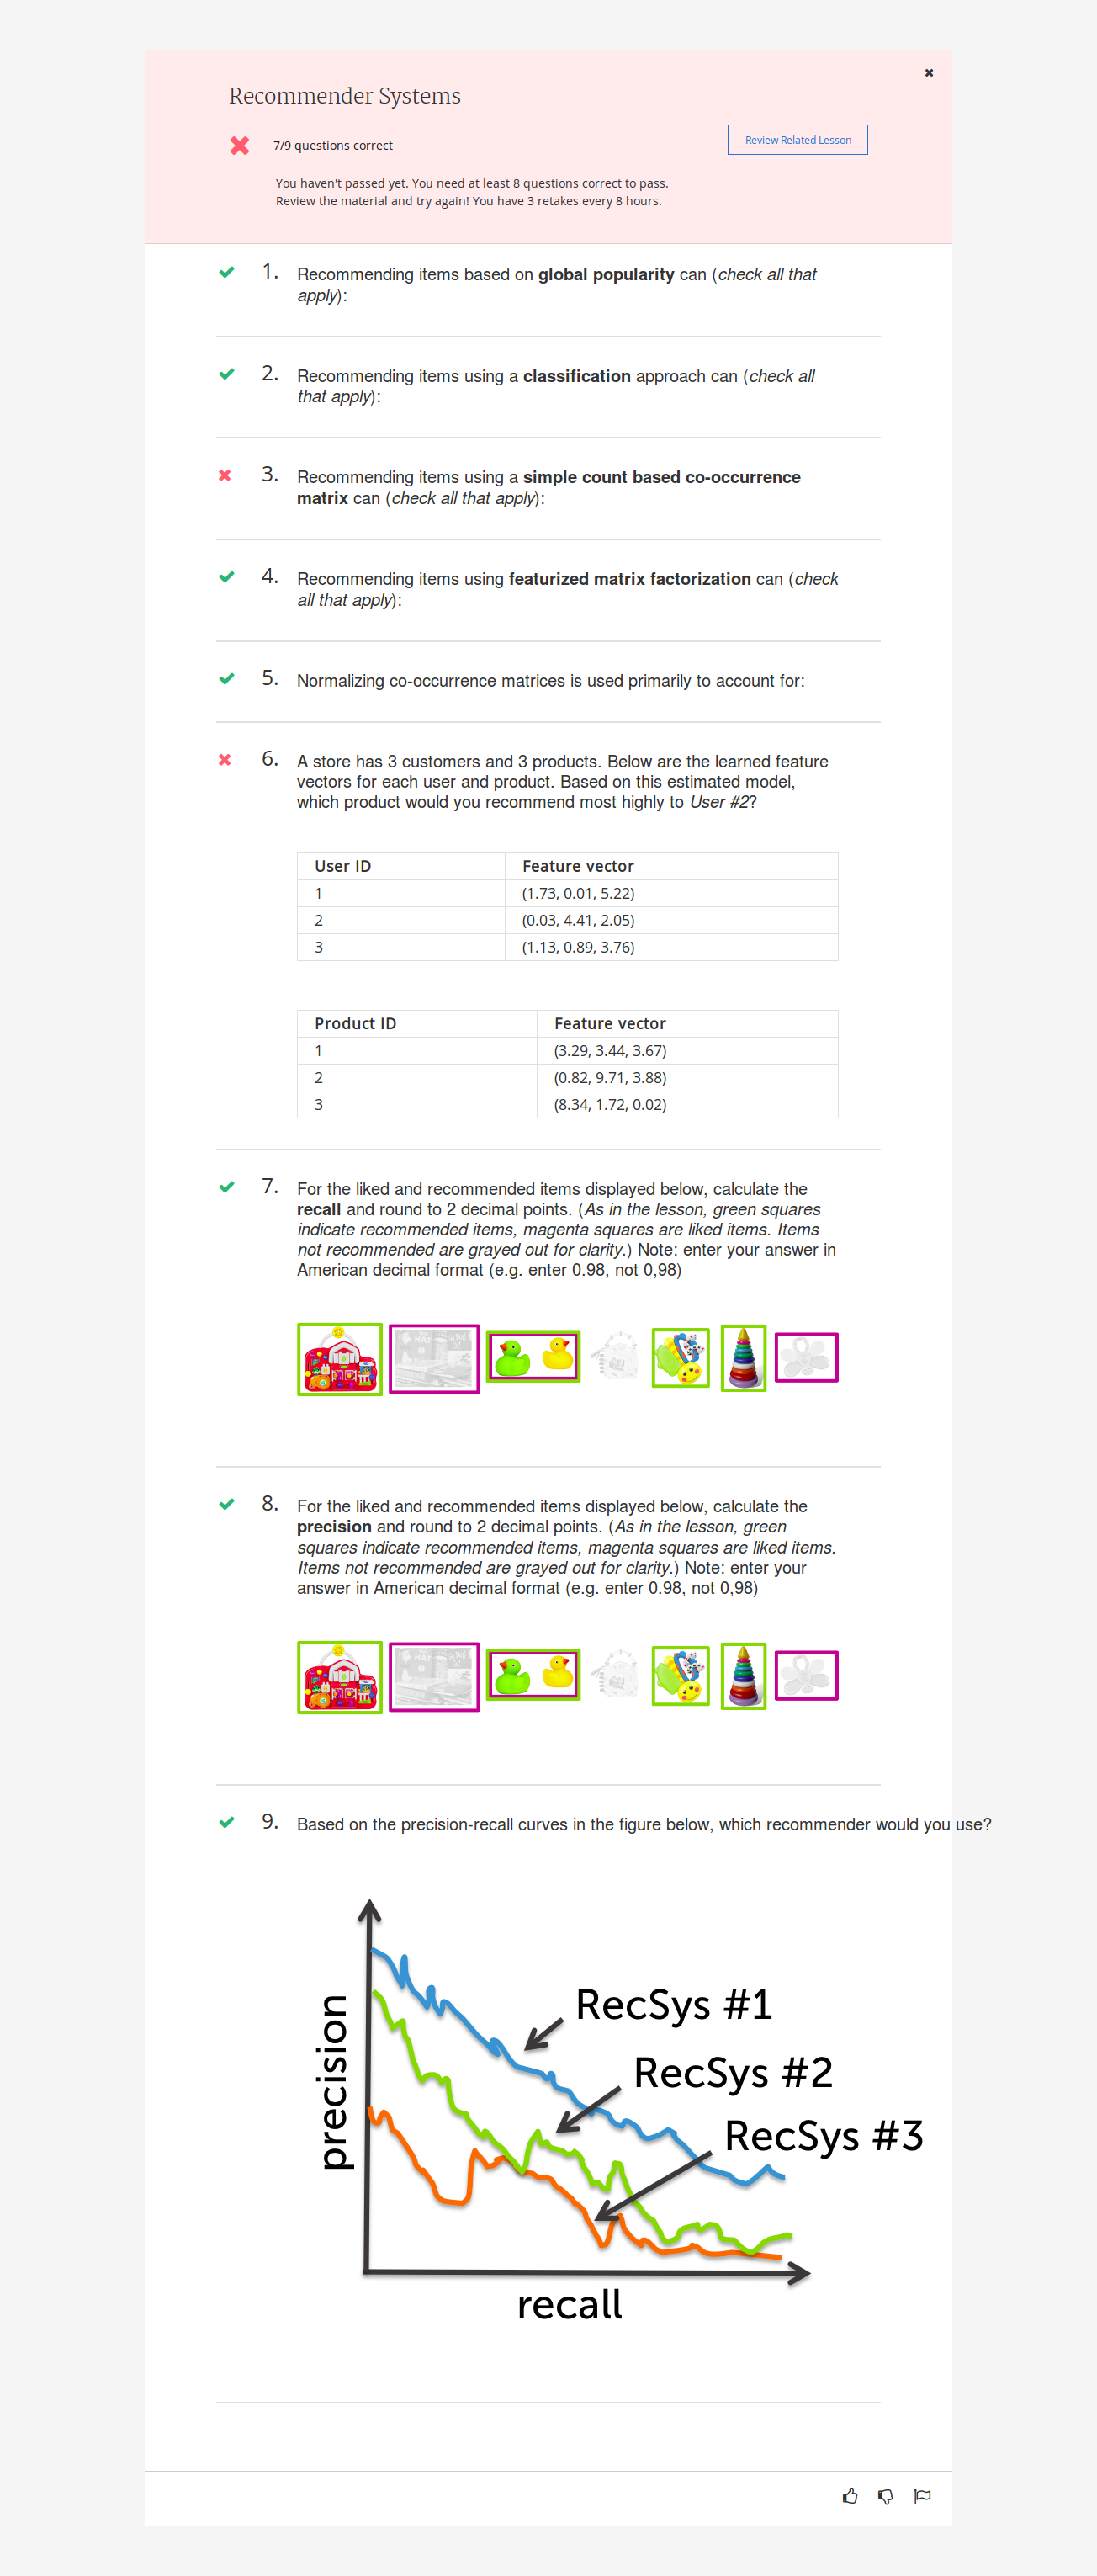 Recommender Systems
7/9 questions correct
Review Related Lesson
You haven't passed yet. You need at least 8 questions correct to pass.
Review the material and try again! You have 3 retakes every 8 hours.
1. Recommending items based on global popularity can (check all that
apply):
2. Recommending items using a classification approach can (check all
that apply):
3. Recommending items using a simple count based co-occurrence
matrix can (check all that apply):
4. Recommending items using featurized matrix factorization can (check
all that apply):
5. Normalizing co-occurrence matrices is used primarily to account for:
6. A store has 3 customers and 3 products. Below are the learned feature
vectors for each user and product. Based on this estimated model,
which product would you recommend most highly to User #2?
User ID Feature vector
1 (1.73, 0.01, 5.22)
2 (0.03, 4.41, 2.05)
3 (1.13, 0.89, 3.76)
Product ID Feature vector
1 (3.29, 3.44, 3.67)
2 (0.82, 9.71, 3.88)
3 (8.34, 1.72, 0.02)
7. For the liked and recommended items displayed below, calculate the
recall and round to 2 decimal points. (As in the lesson, green squares
indicate recommended items, magenta squares are liked items. Items
not recommended are grayed out for clarity.) Note: enter your answer in
American decimal format (e.g. enter 0.98, not 0,98)
8. For the liked and recommended items displayed below, calculate the
precision and round to 2 decimal points. (As in the lesson, green
squares indicate recommended items, magenta squares are liked items.
Items not recommended are grayed out for clarity.) Note: enter your
answer in American decimal format (e.g. enter 0.98, not 0,98)
9. Based on the precision-recall curves in the figure below, which recommender would you use?
precision
RecSys #1
RecSys #2
RecSys #3
recall